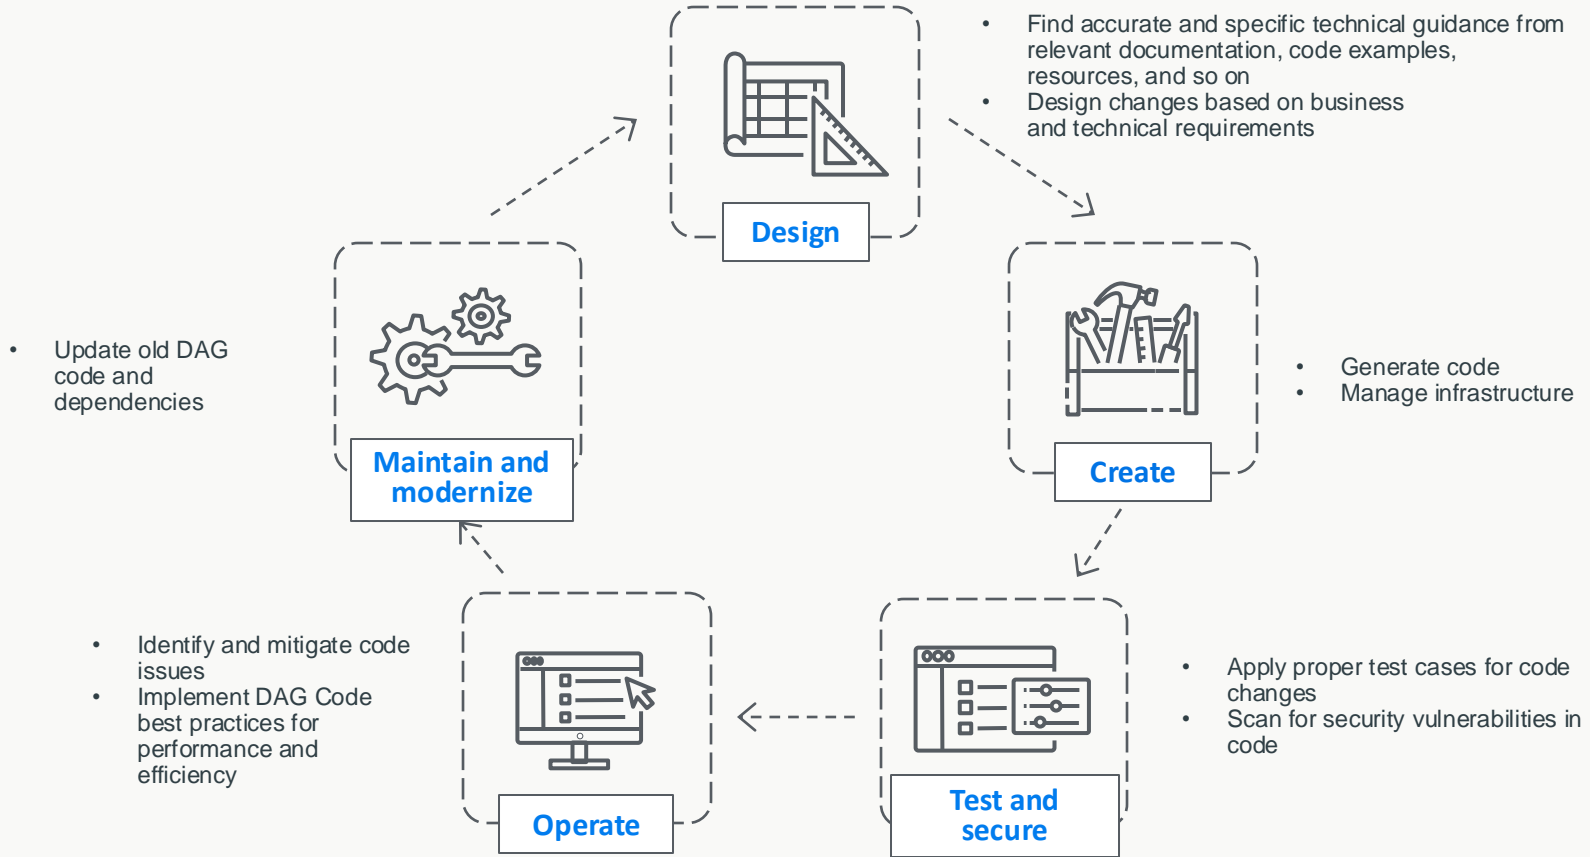 • Find accurate and specific technical guidance from
relevant documentation, code examples,
resources, and so on
• Design changes based on business
and technical requirements
Design
• Generate code
• Manage infrastructure
Create
• Apply proper test cases for code
changes
• Scan for security vulnerabilities in
code
Test and
secure
• Identify and mitigate code
issues
• Implement DAG Code
best practices for
performance and
efficiency
Operate
• Update old DAG
code and
dependencies
Maintain and
modernize